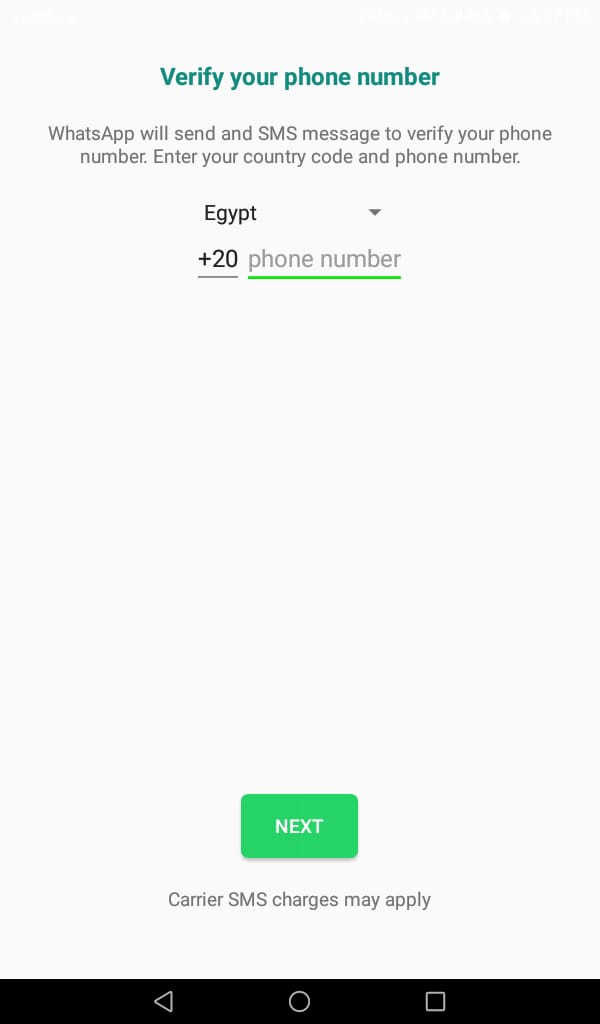 Verify your phone number
WhatsApp will send and SMS message to verify your phone
number. Enter your country code and phone number.
Egypt
+20 phone number
NEXT
Carrier SMS charges may apply